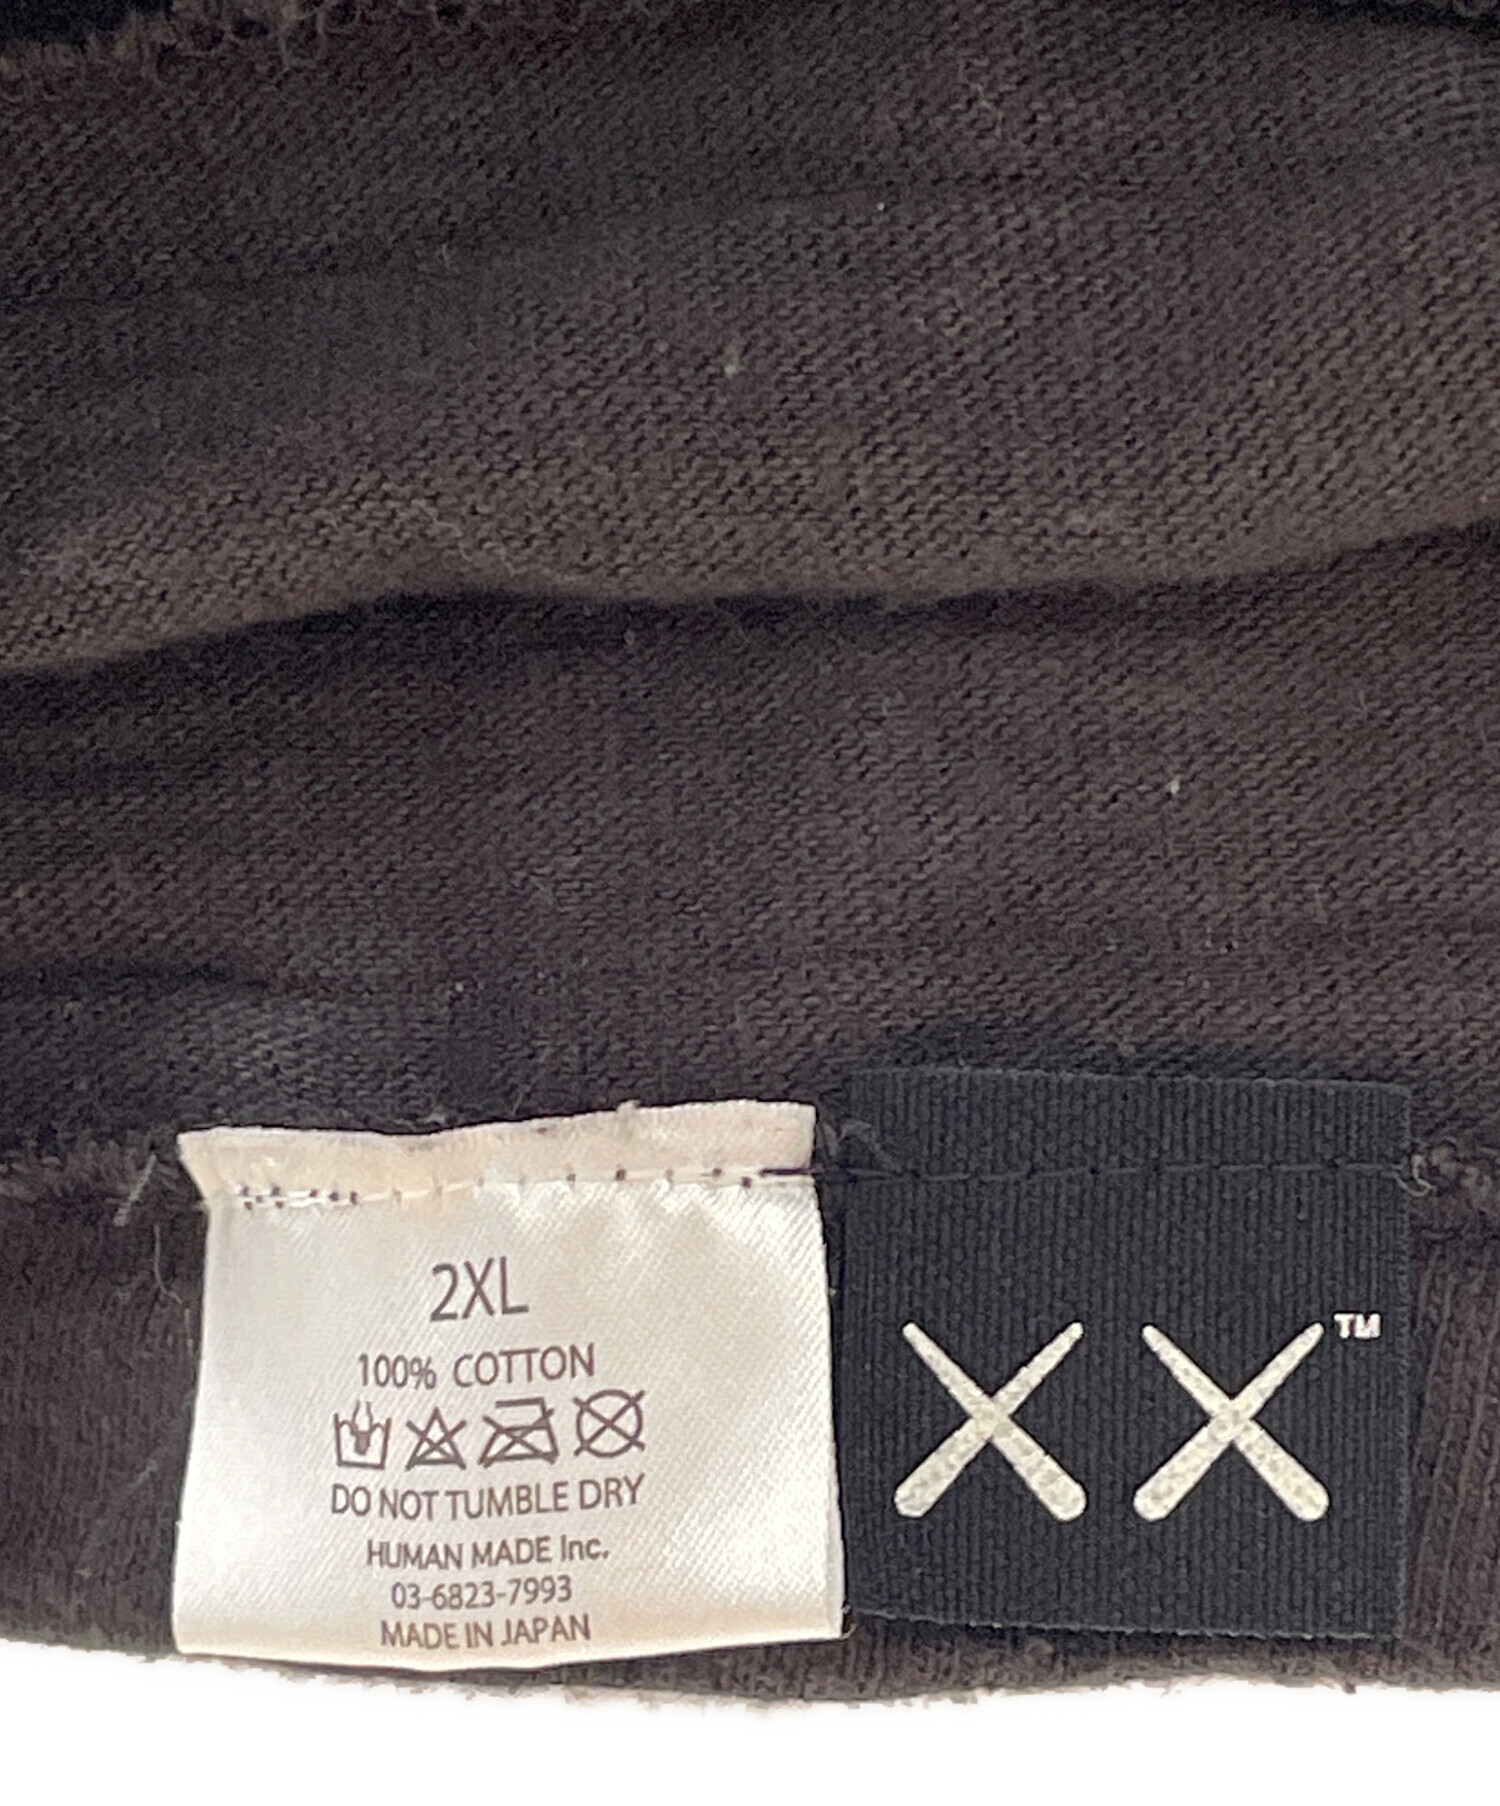 2XL
100% COTTON
DO NOT TUMBLE DRY
HUMAN MADE Inc.
03-6823-7993
MADE IN JAPAN
XX™